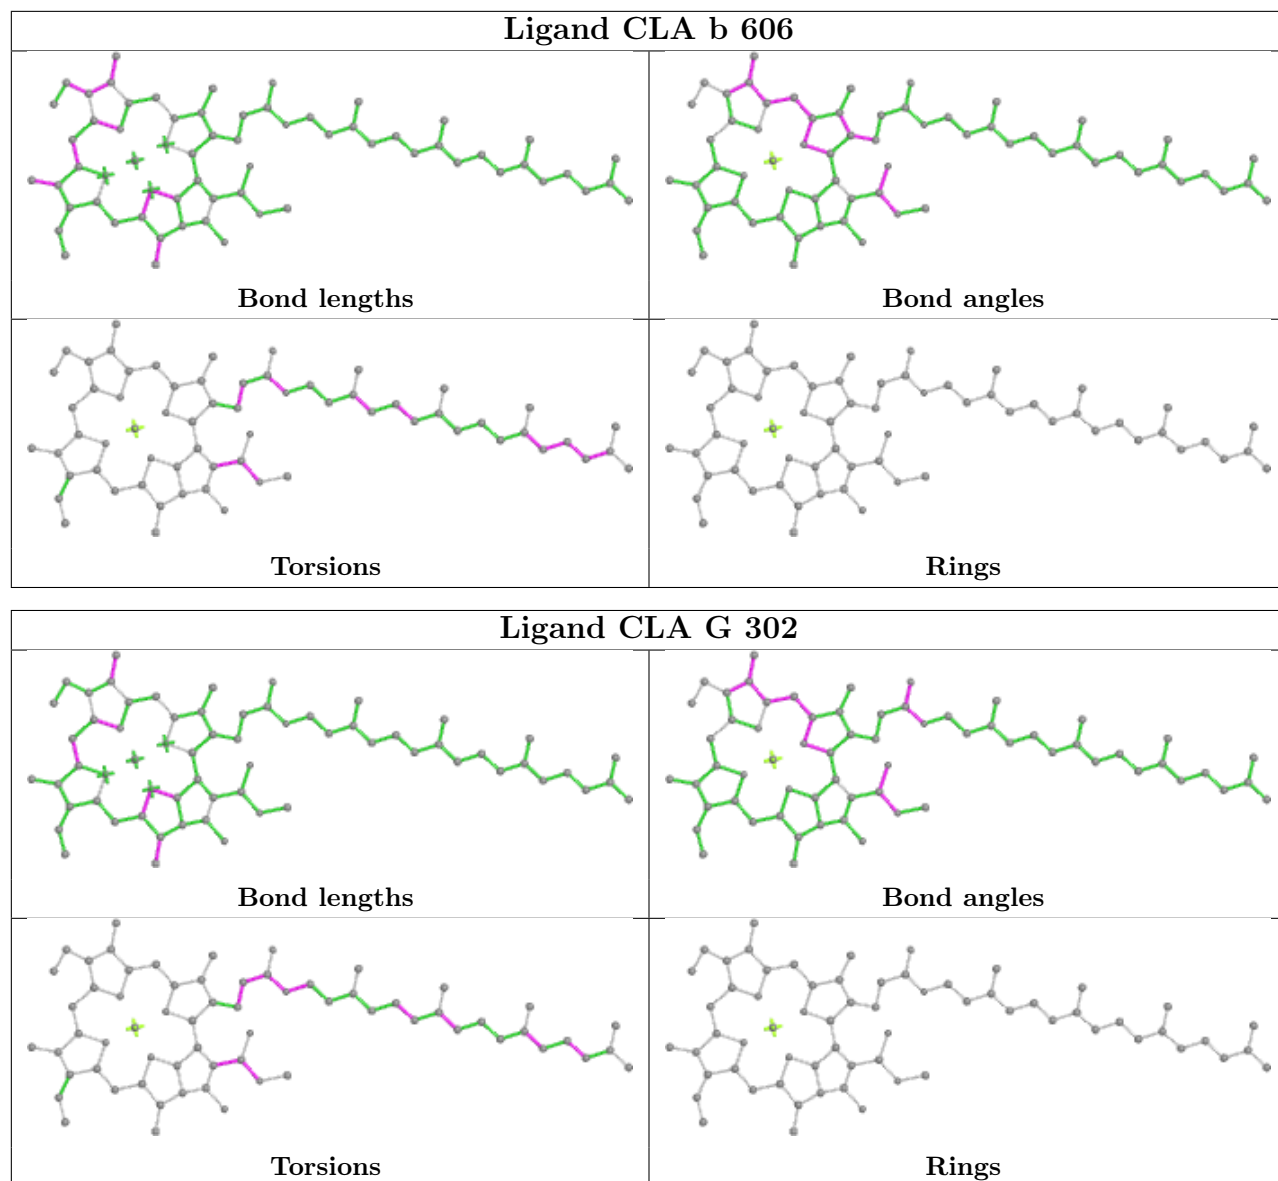 Ligand CLA b 606
Bond lengths
Bond angles
Torsions
Rings
Ligand CLA G 302
Bond lengths
Bond angles
Torsions
Rings